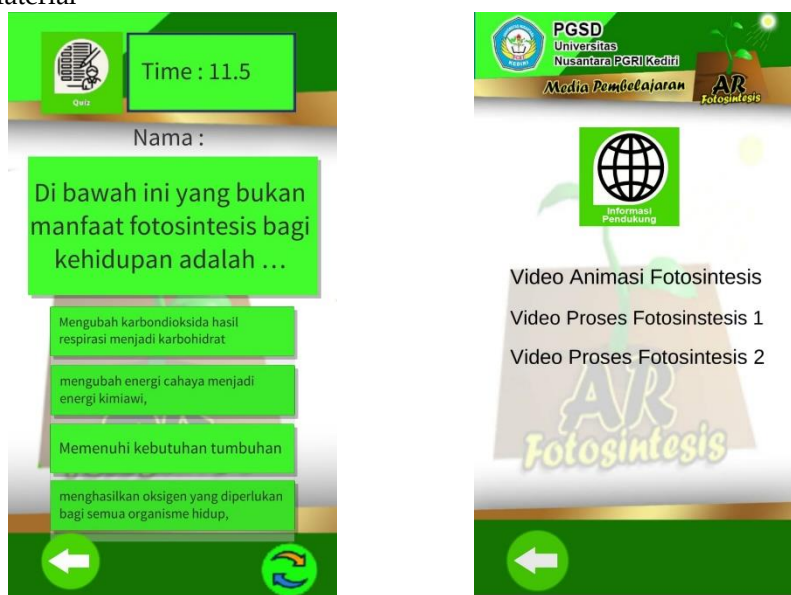 Quiz
Time : 11.5
Nama :
Di bawah ini yang bukan
manfaat fotosintesis bagi
kehidupan adalah ...
Mengubah karbondioksida hasil
respirasi menjadi karbohidrat
mengubah energi cahaya menjadi
energi kimiawi,
Memenuhi kebutuhan tumbuhan
menghasilkan oksigen yang diperlukan
bagi semua organisme hidup,
PGSD
Universitas
Nusantara PGRI Kediri
KEDIRI
Media Pembelajaran
AR
Fotosintesis
Informasi
Pendukung
Video Animasi Fotosintesis
Video Proses Fotosinstesis 1
Video Proses Fotosintesis 2
AR
Fotosintesis